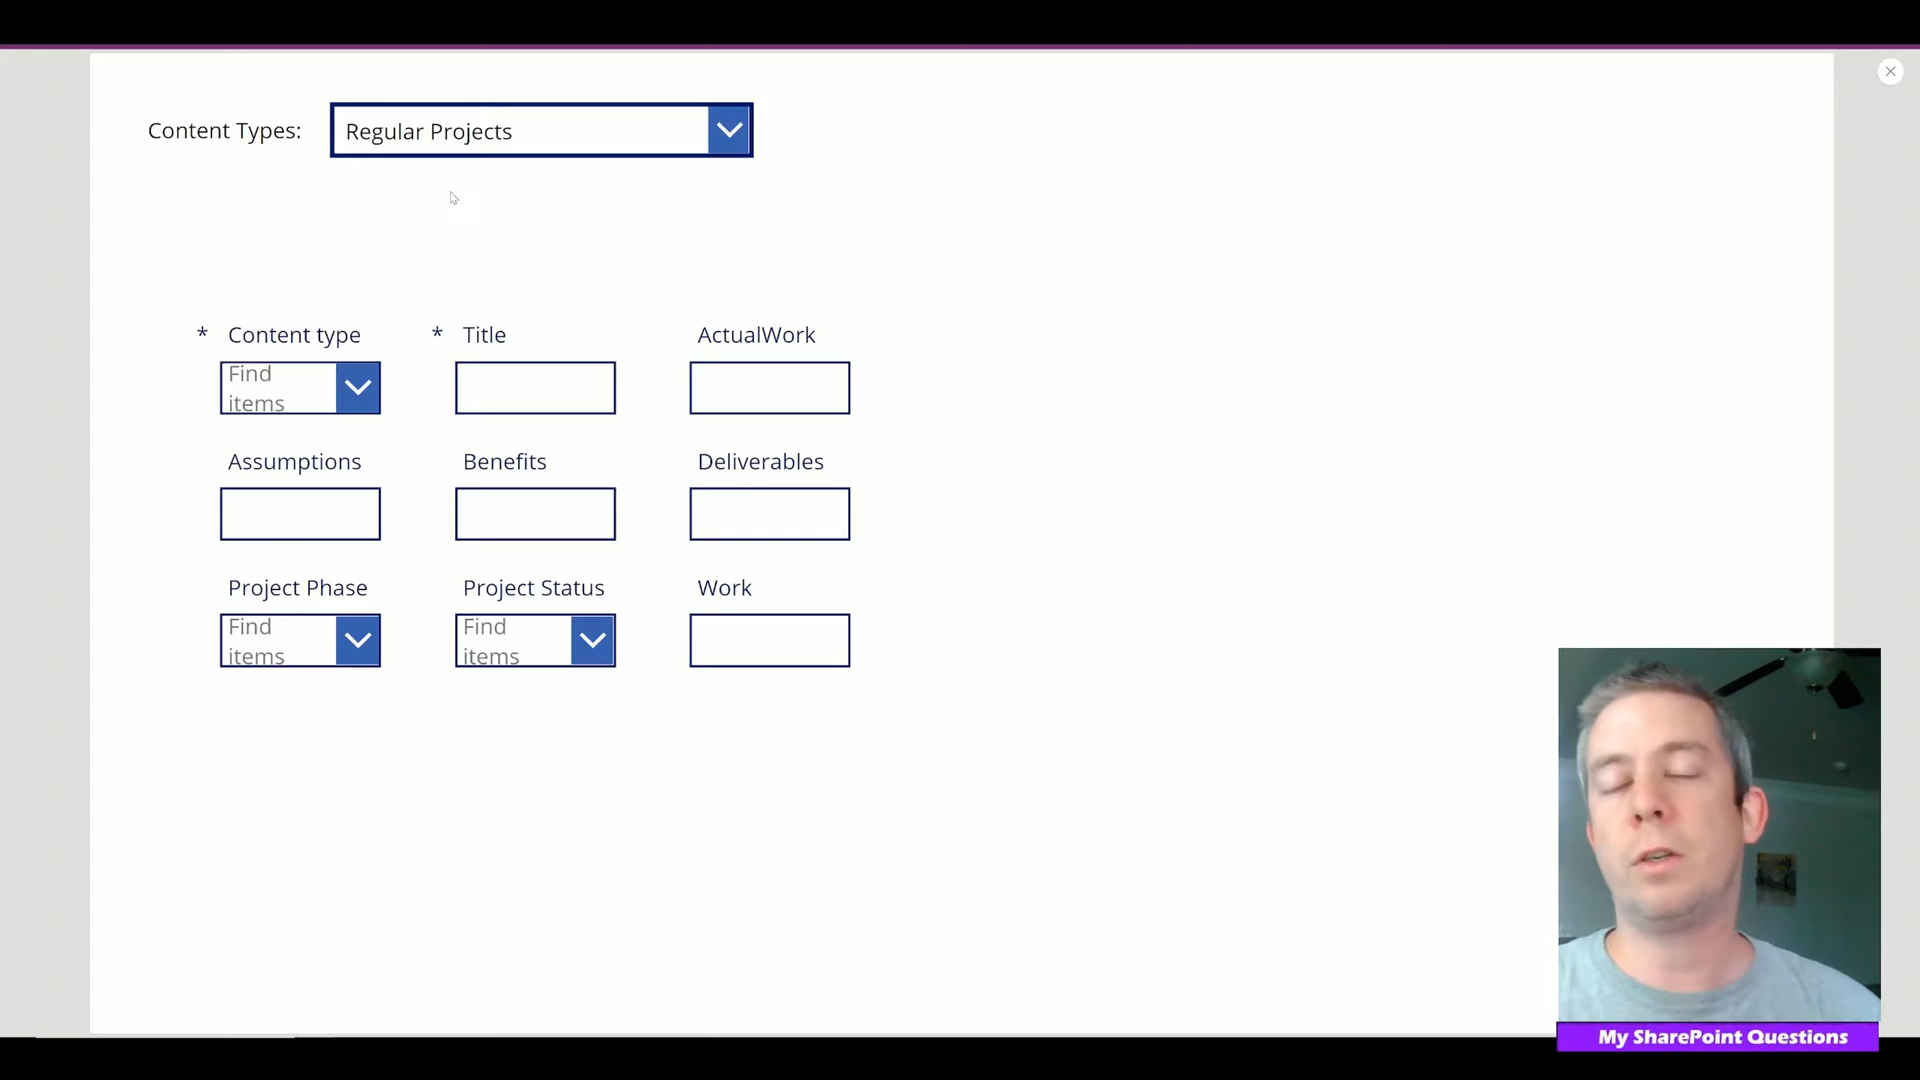 Content Types: Regular Projects
* Content type * Title ActualWork
Find
items
Assumptions Benefits Deliverables
Project Phase Project Status Work
Find Find
items items
My SharePoint Questions